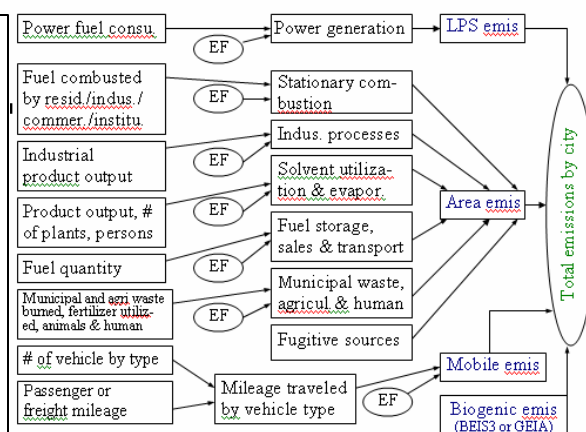 Power fuel consu.
EF
Power generation
LPS emis
Fuel combusted
by resid./indus./
commer./institu.
EF
Stationary com-
bustion
Industrial
product output
EF
Indus. processes
Product output, #
of plants, persons
EF
Solvent utiliza-
tion & evapor.
Area emis
Fuel quantity
EF
Fuel storage,
sales & transport
Municipal and agri waste
burned, fertilizer utiliz-
ed, animals & human
EF
Municipal waste,
agricul & human
Fugitive sources
# of vehicle by type
Passenger or
freight mileage
Mileage traveled
by vehicle type
EF
Mobile emis
Biogenic emis
(BEIS3 or GEIA)
Total emissions by city